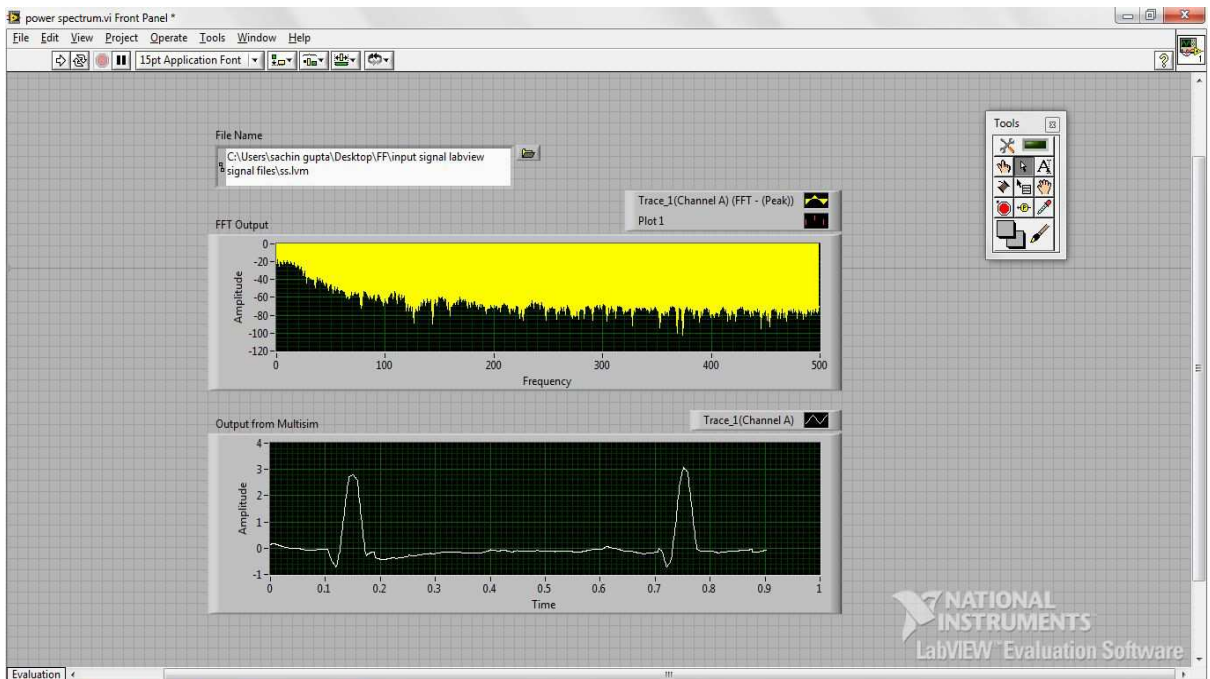 power spectrum.vi Front Panel *
File Edit View Project Operate Tools Window Help
15pt Application Font
1
Tools
File Name
C:\Users\sachin gupta\Desktop\FF\input signal labview
signal files\ss.lvm
Trace_1(Channel A) (FFT - (Peak))
Plot 1
FFT Output
0
-20
-40
-60
-80
-100
-120
Amplitude
0 100 200 300 400 500
Frequency
Output from Multisim
Trace_1(Channel A)
4
3
2
1
0
-1
Amplitude
0 0.1 0.2 0.3 0.4 0.5 0.6 0.7 0.8 0.9 1
Time
NATIONAL
INSTRUMENTS
LabVIEW™ Evaluation Software
Evaluation